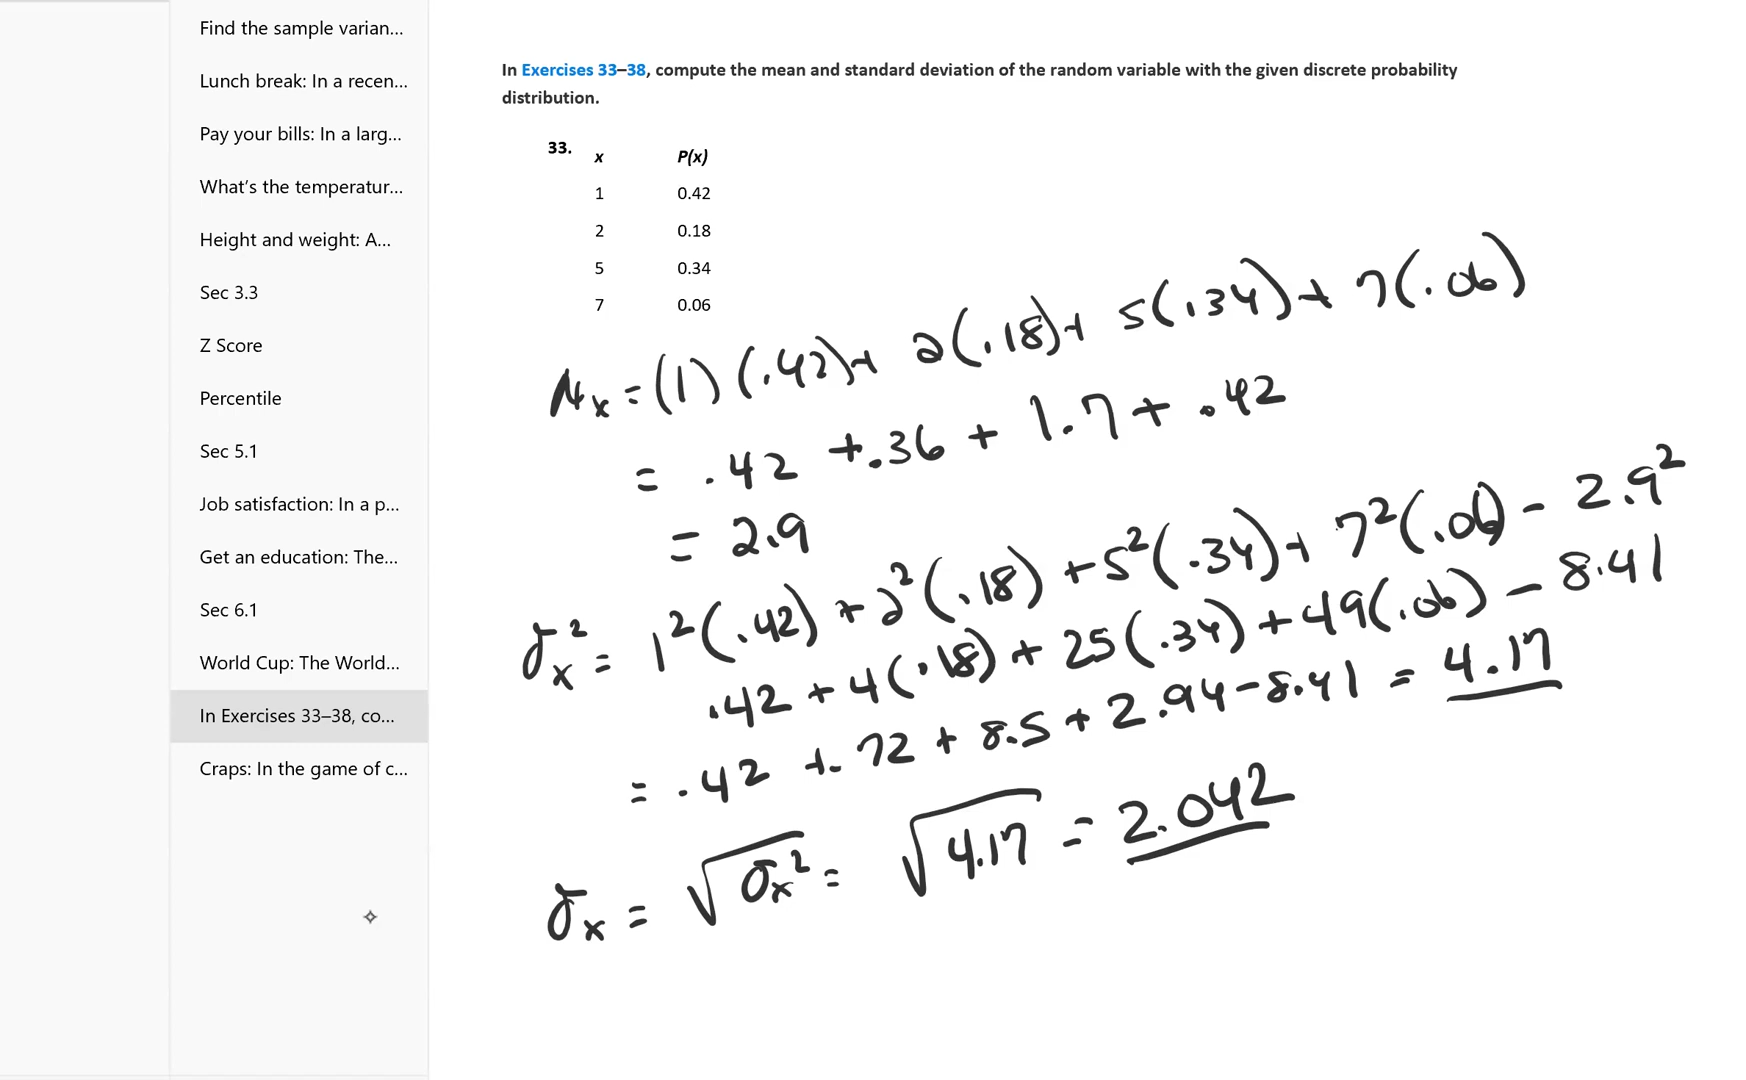 Find the sample varian...
Lunch break: In a recen...
Pay your bills: In a larg...
What's the temperatur...
Height and weight: A...
Sec 3.3
Z Score
Percentile
Sec 5.1
Job satisfaction: In a p...
Get an education: The...
Sec 6.1
World Cup: The World...
In Exercises 33–38, co...
Craps: In the game of c...
In Exercises 33–38, compute the mean and standard deviation of the random variable with the given discrete probability
distribution.
33. x P(x)
1 0.42
2 0.18
5 0.34
7 0.06
μx = (1)(.42)+ 2(.18)+ 5(.34)+ 7(.06)
= .42 +.36 + 1.7 + .42
= 2.9
σx² = 1²(.42) + 2²(.18) +5²(.34)+ 7²(.06) - 2.9²
.42 + 4(.18) + 25(.34) +49(.06) - 8.41
= .42 +.72 + 8.5 + 2.94-8.41 = 4.17
σx = √σx² = √4.17 = 2.042